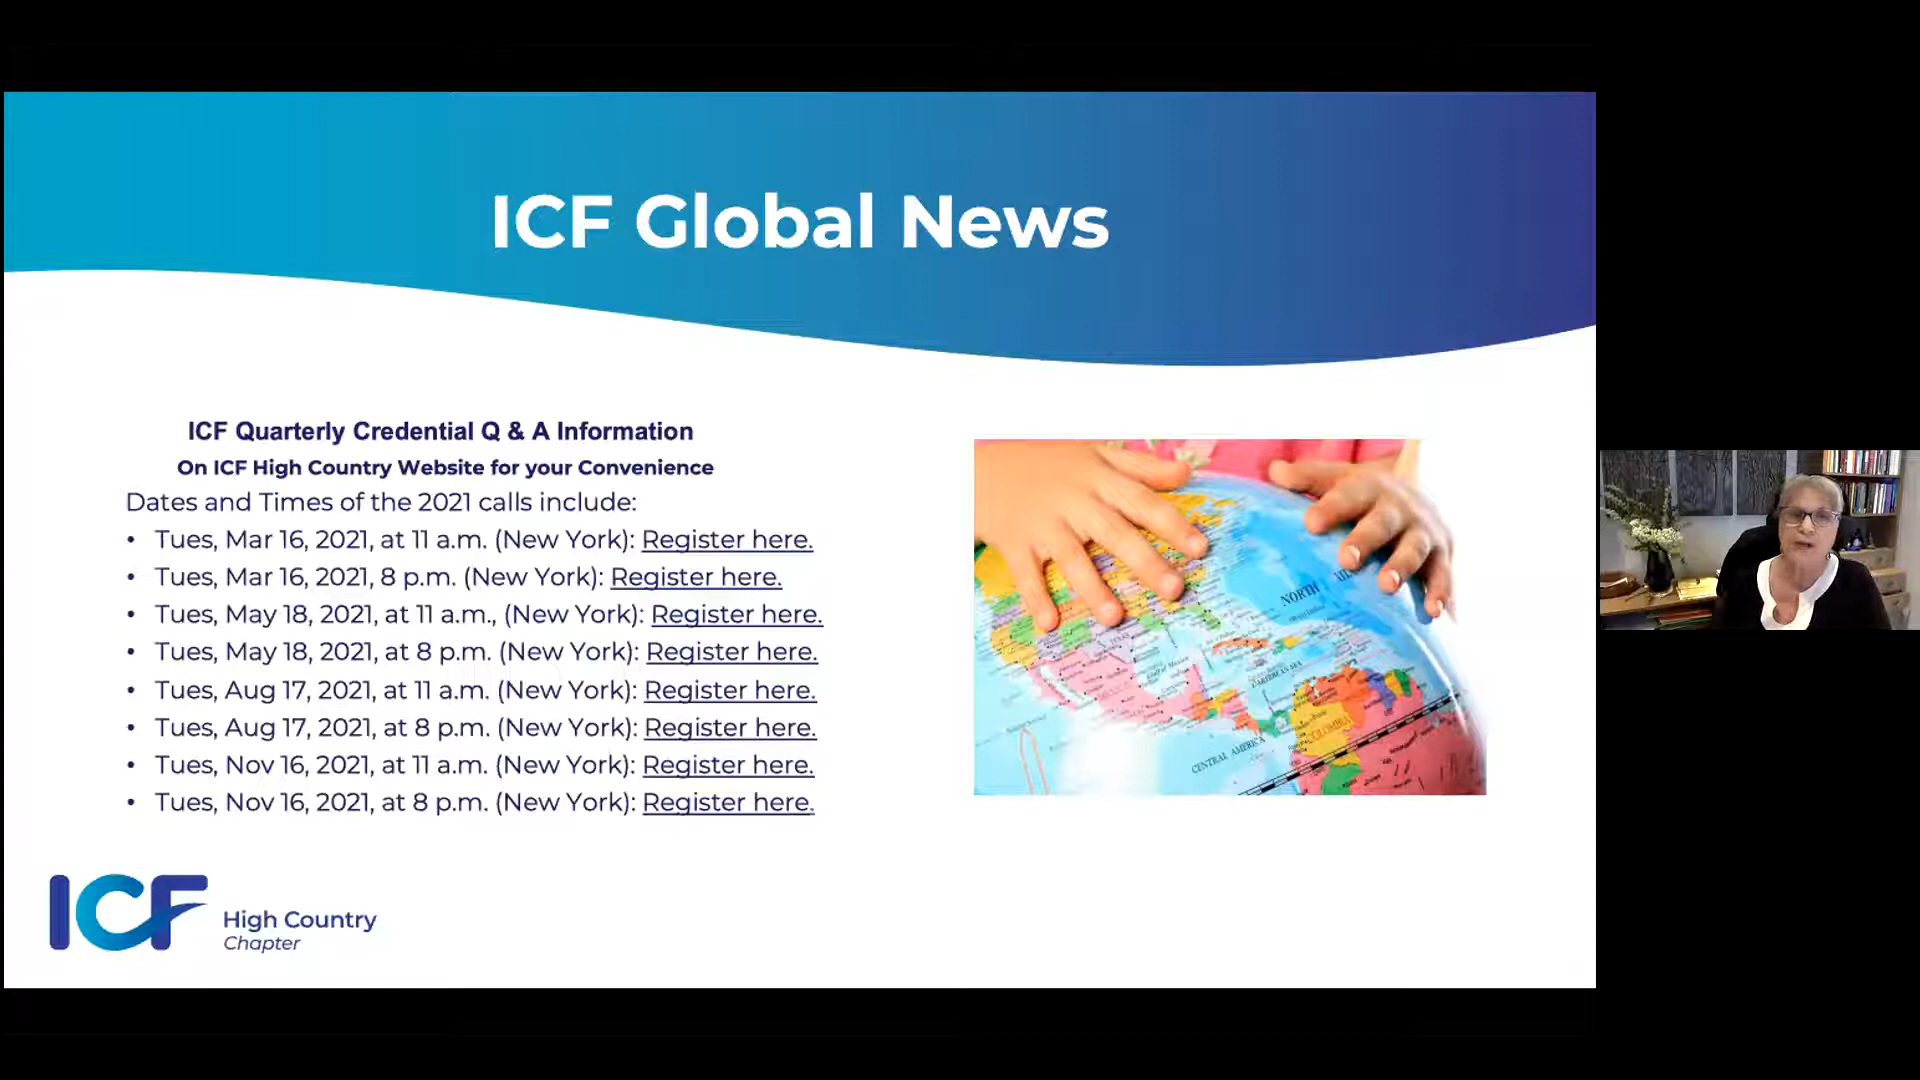 ICF Global News
ICF Quarterly Credential Q & A Information
On ICF High Country Website for your Convenience
Dates and Times of the 2021 calls include:
• Tues, Mar 16, 2021, at 11 a.m. (New York): Register here.
• Tues, Mar 16, 2021, 8 p.m. (New York): Register here.
• Tues, May 18, 2021, at 11 a.m., (New York): Register here.
• Tues, May 18, 2021, at 8 p.m. (New York): Register here.
• Tues, Aug 17, 2021, at 11 a.m. (New York): Register here.
• Tues, Aug 17, 2021, at 8 p.m. (New York): Register here.
• Tues, Nov 16, 2021, at 11 a.m. (New York): Register here.
• Tues, Nov 16, 2021, at 8 p.m. (New York): Register here.
NORTH
CENTRAL AMERICA
COLOMBIA
ICF
High Country
Chapter